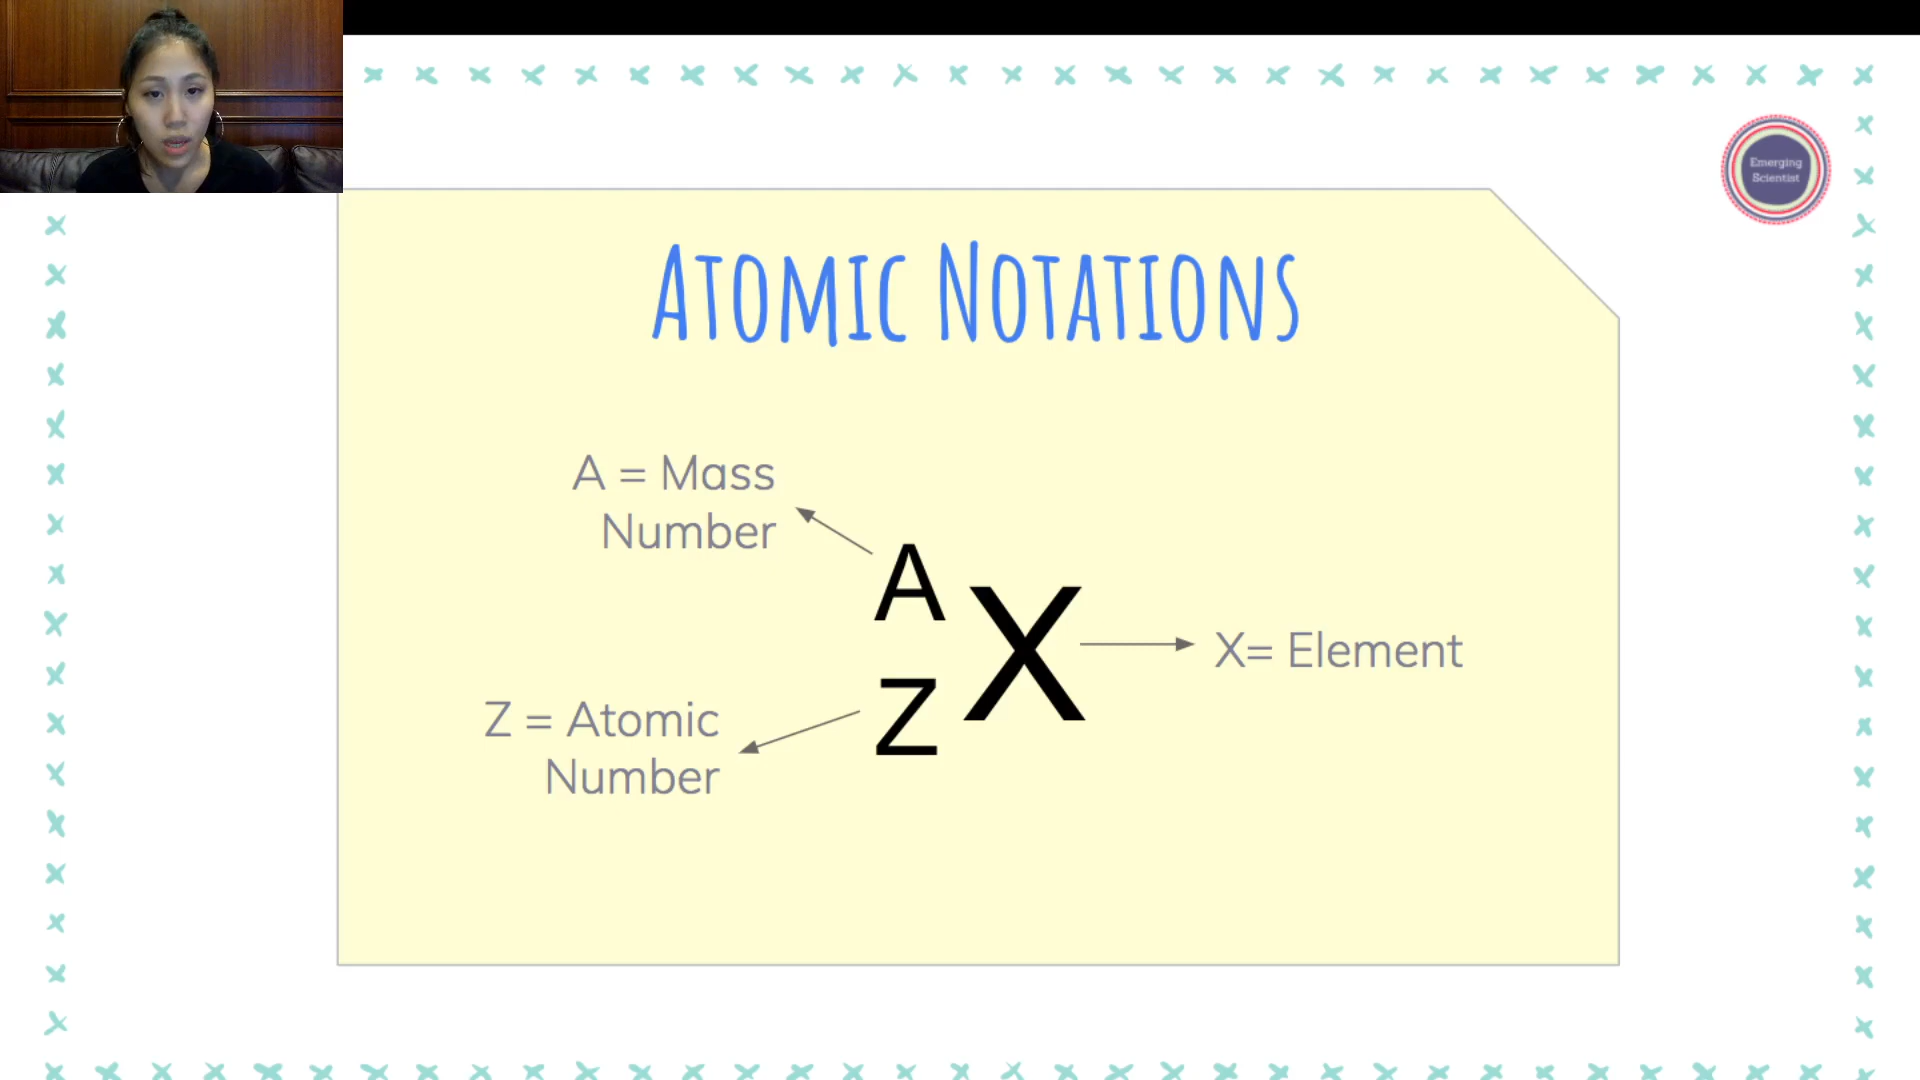 Emerging
Scientist
Atomic Notations
A = Mass
Number
A
X
X= Element
Z
Z = Atomic
Number